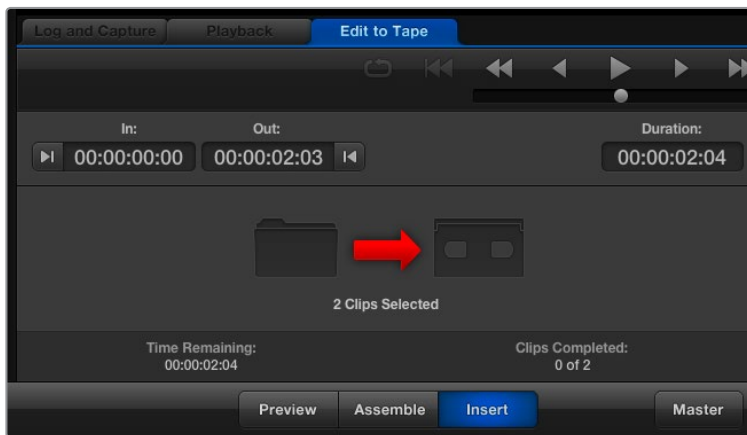 Log and Capture Playback Edit to Tape
In: Out: Duration:
00:00:00:00 00:00:02:03 00:00:02:04
2 Clips Selected
Time Remaining: Clips Completed:
00:00:02:04 0 of 2
Preview Assemble Insert Master